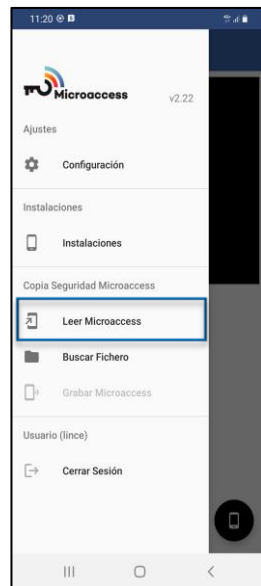 11:20
Microaccess
v2.22
Ajustes
Configuración
Instalaciones
Instalaciones
Copia Seguridad Microaccess
Leer Microaccess
Buscar Fichero
Grabar Microaccess
Usuario (lince)
Cerrar Sesión